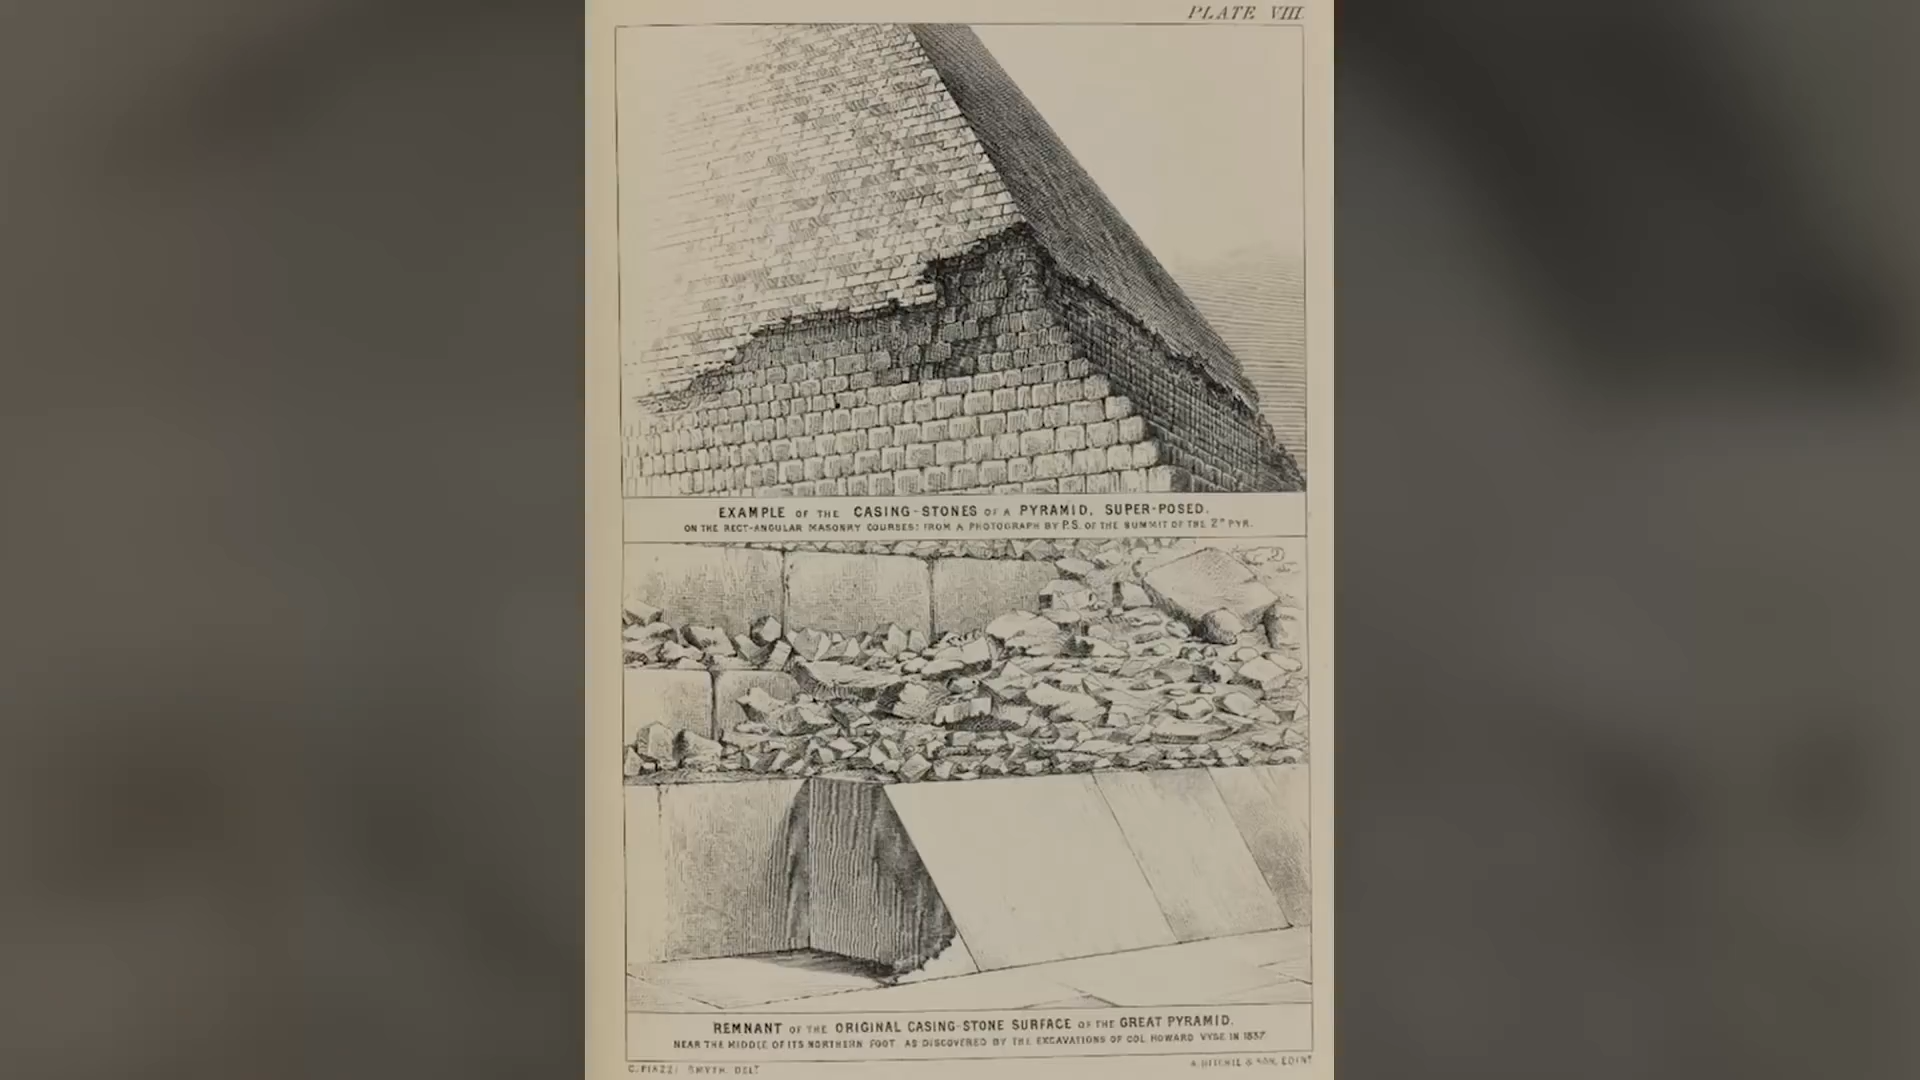 PLATE VIII.
EXAMPLE OF THE CASING-STONES OF A PYRAMID, SUPER-POSED.
ON THE RECT-ANGULAR MASONRY COURSES: FROM A PHOTOGRAPH BY P.S. OF THE SUMMIT OF THE 2ᴺᴰ PYR.
REMNANT OF THE ORIGINAL CASING-STONE SURFACE OF THE GREAT PYRAMID.
NEAR THE MIDDLE OF ITS NORTHERN FOOT, AS DISCOVERED BY THE EXCAVATIONS OF COL. HOWARD VYSE IN 1837
C. PIAZZI SMYTH, DELT
A. RITCHIE & SON, EDINT